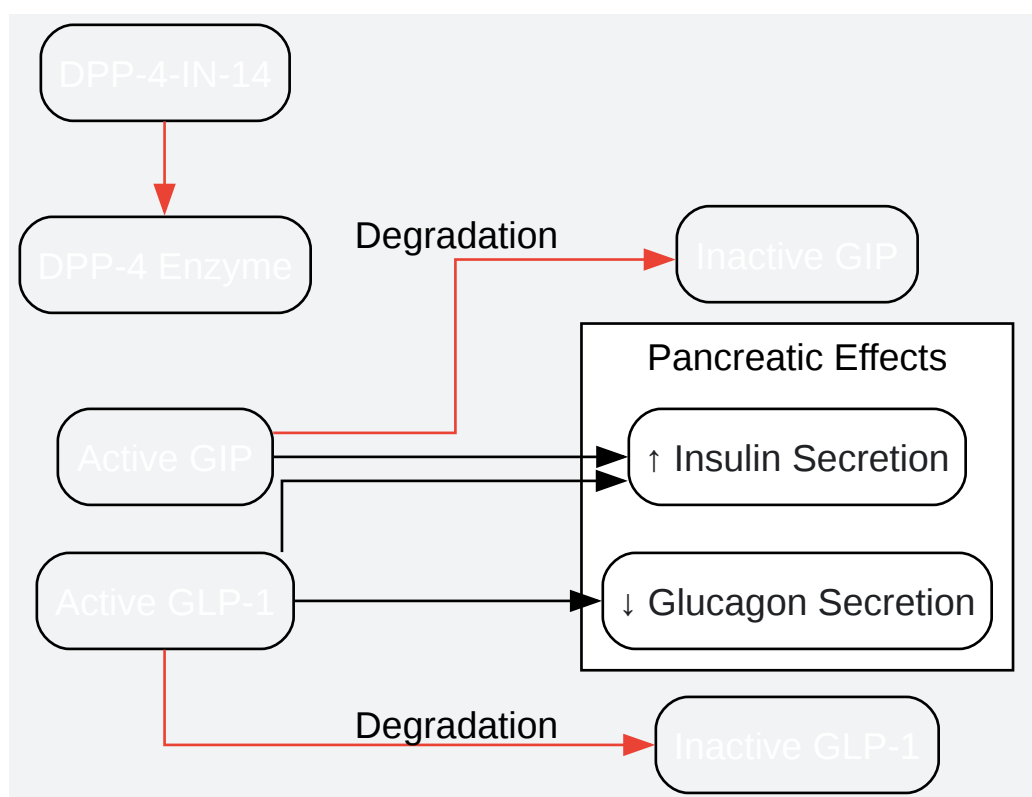 DPP-4-IN-14
DPP-4 Enzyme
Degradation
Inactive GIP
Pancreatic Effects
Active GIP
↑ Insulin Secretion
Active GLP-1
↓ Glucagon Secretion
Degradation
Inactive GLP-1